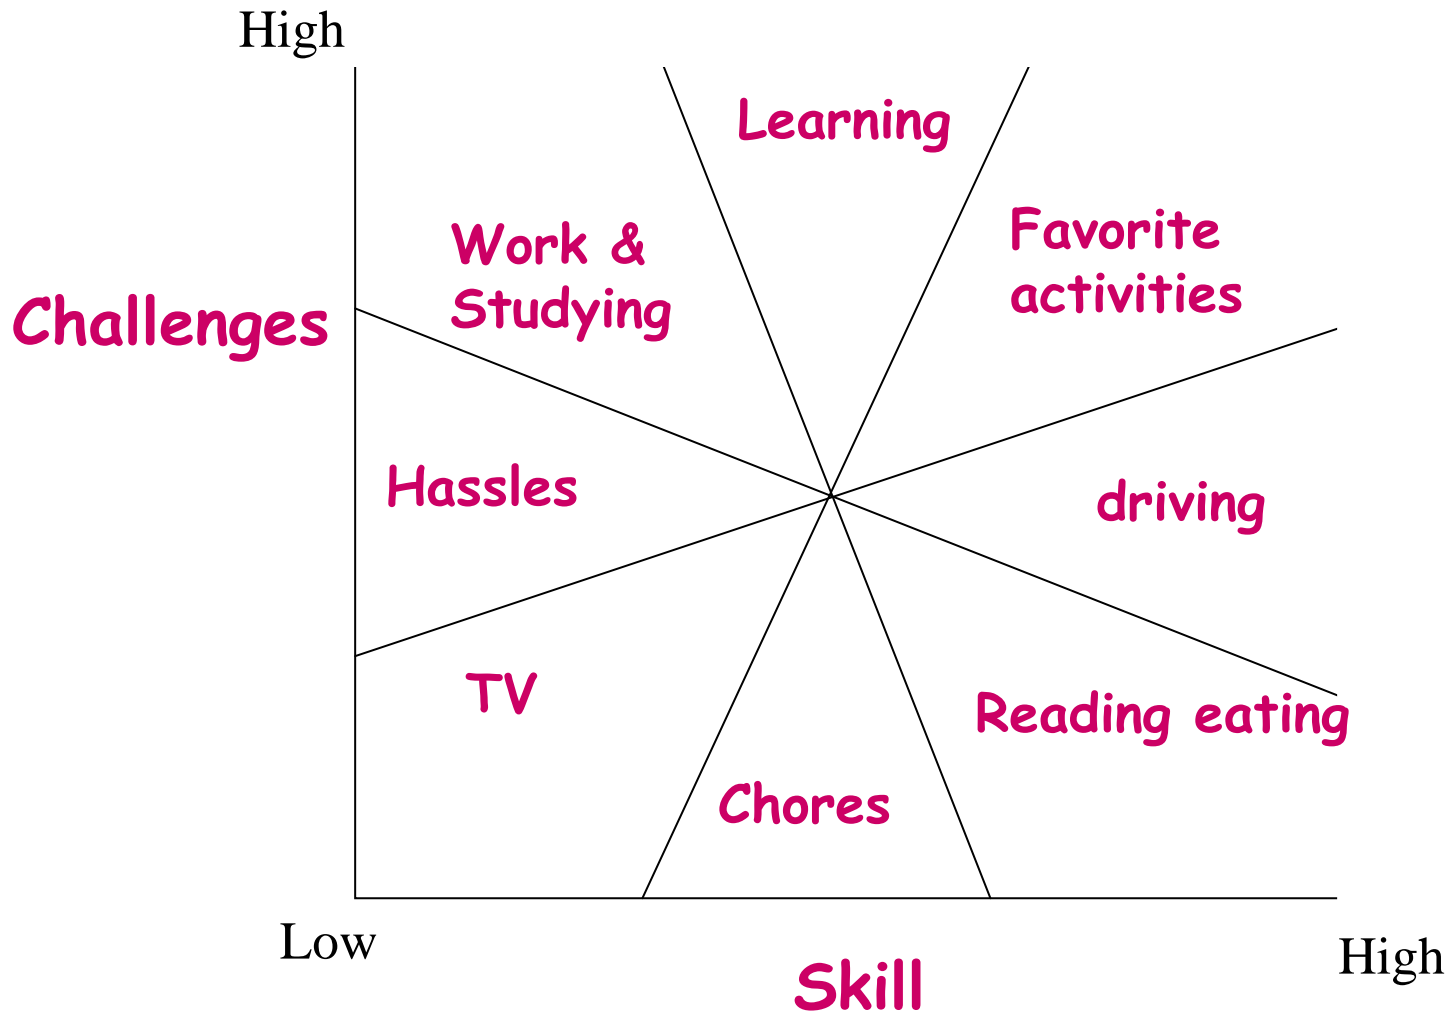 High
Learning
Favorite
activities
Work &
Studying
Challenges
Hassles
driving
TV
Reading eating
Chores
Low
High
Skill